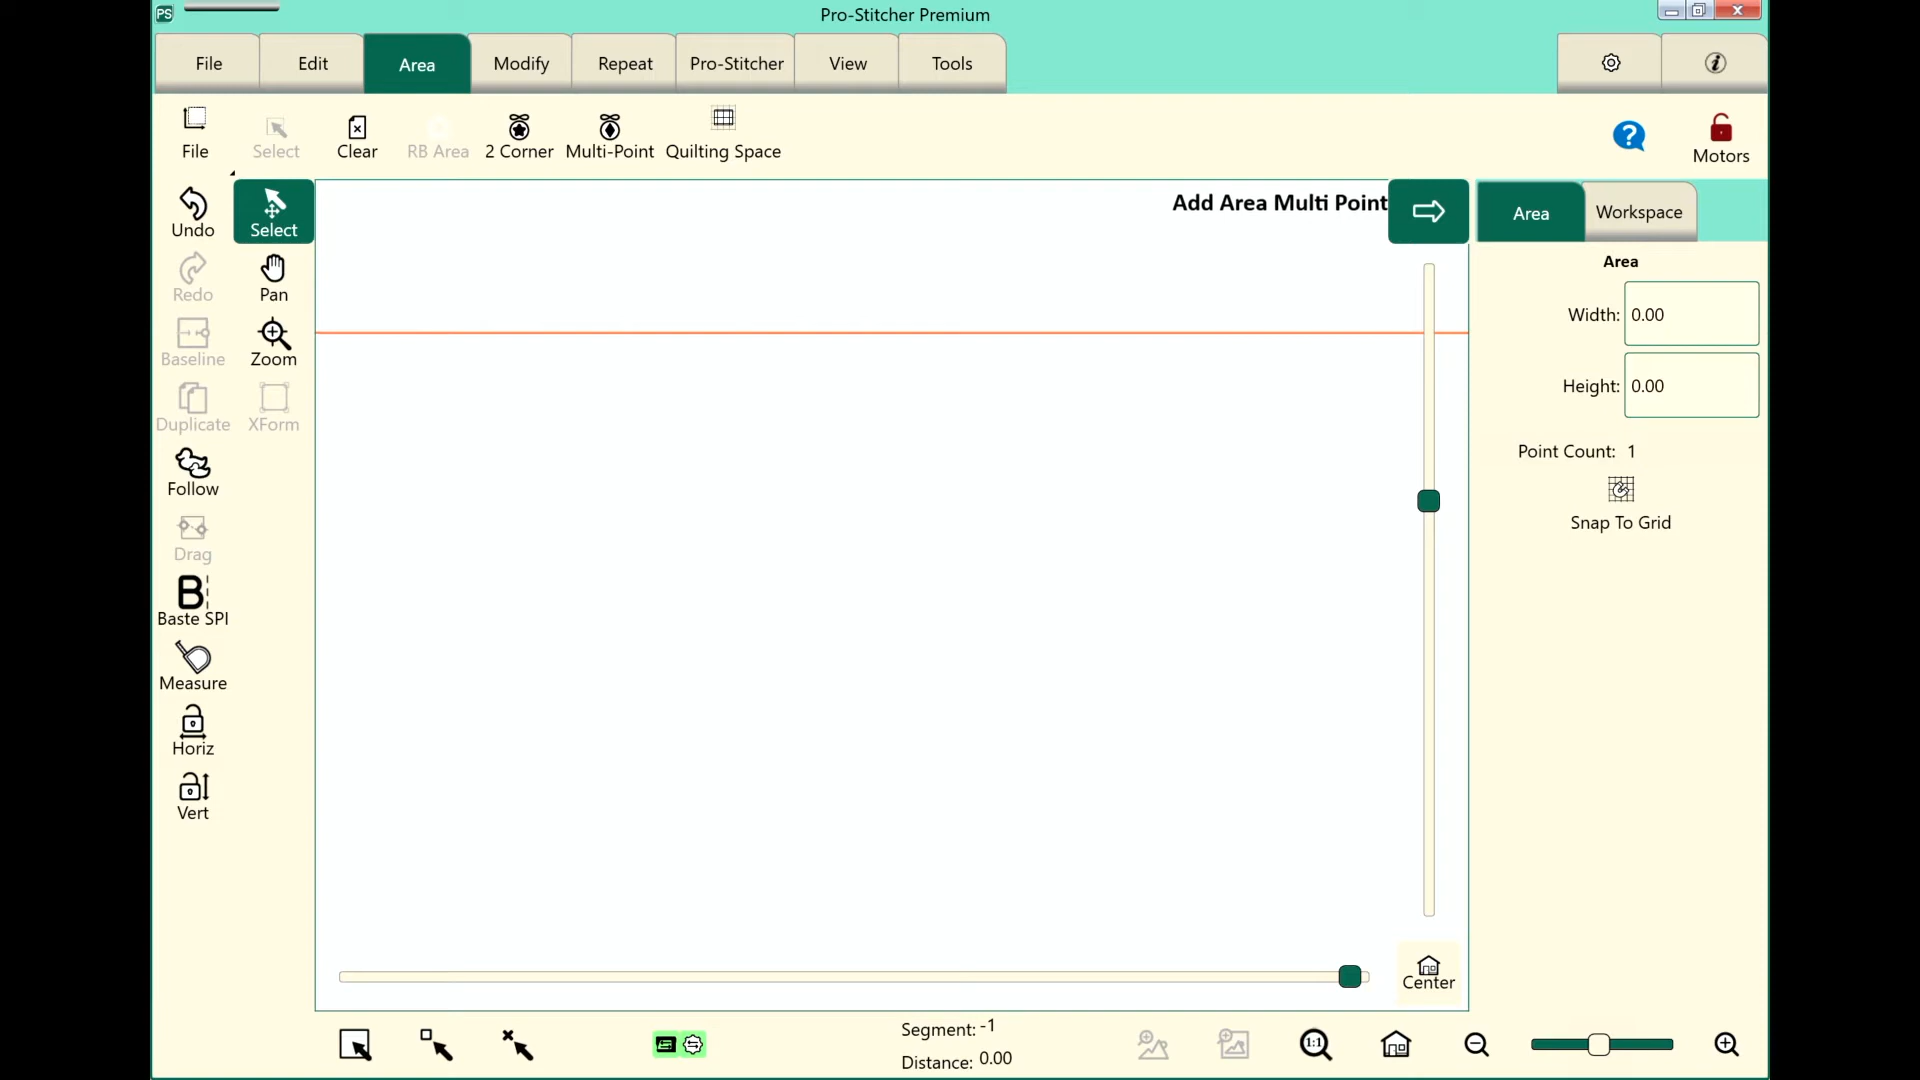 PS
Pro-Stitcher Premium
File Edit Area Modify Repeat Pro-Stitcher View Tools
File Select Clear RB Area 2 Corner Multi-Point Quilting Space
Motors
Undo Select
Add Area Multi Point
Area Workspace
Redo Pan
Area
Baseline Zoom
Width: 0.00
Duplicate XForm
Height: 0.00
Follow
Point Count: 1
Drag
Snap To Grid
B
Baste SPI
Measure
Horiz
Vert
Center
Segment: -1
Distance: 0.00
1:1